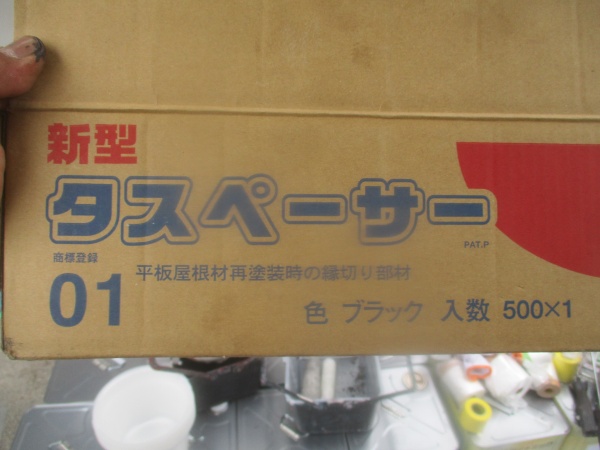 新型
タスペーサー
商標登録
PAT.P
01
平板屋根材再塗装時の縁切り部材
色 ブラック 入数 500×1